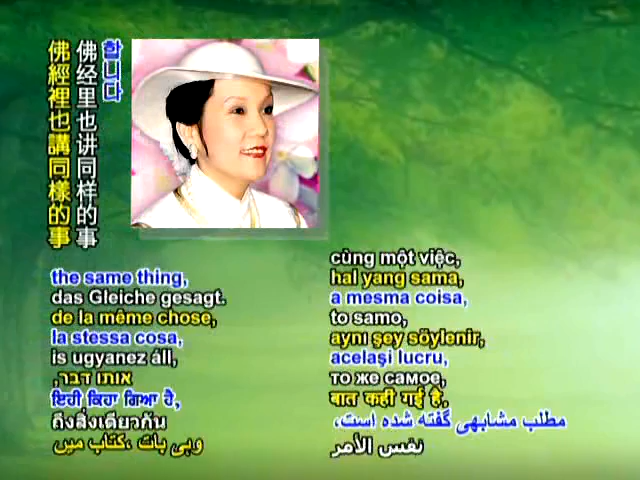 합니다
佛经里也讲同样的事
佛經裡也講同樣的事
the same thing,
das Gleiche gesagt.
de la même chose,
la stessa cosa,
is ugyanez áll,
אותו דבר,
ਇਹੀ ਕਿਹਾ ਗਿਆ ਹੈ,
ถึงสิ่งเดียวกัน
وہی بات ،کتاب میں
cùng một việc,
hal yang sama,
a mesma coisa,
to samo,
aynı şey söylenir,
acelaşi lucru,
то же самое,
बात कही गई है,
مطلب مشابهی گفته شده است،
نفس الأمر